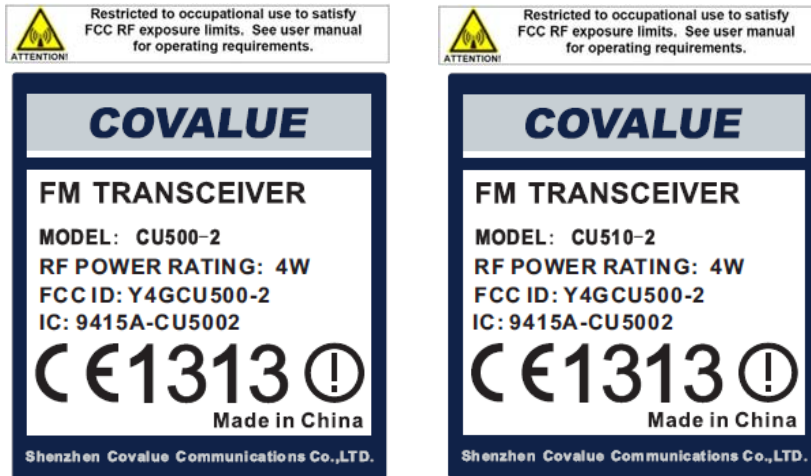 Restricted to occupational use to satisfy
FCC RF exposure limits. See user manual
for operating requirements.
ATTENTION!
COVALUE
FM TRANSCEIVER
MODEL: CU500-2
RF POWER RATING: 4W
FCC ID: Y4GCU500-2
IC: 9415A-CU5002
CE1313
Made in China
Shenzhen Covalue Communications Co.,LTD.
Restricted to occupational use to satisfy
FCC RF exposure limits. See user manual
for operating requirements.
ATTENTION!
COVALUE
FM TRANSCEIVER
MODEL: CU510-2
RF POWER RATING: 4W
FCC ID: Y4GCU500-2
IC: 9415A-CU5002
CE1313
Made in China
Shenzhen Covalue Communications Co.,LTD.